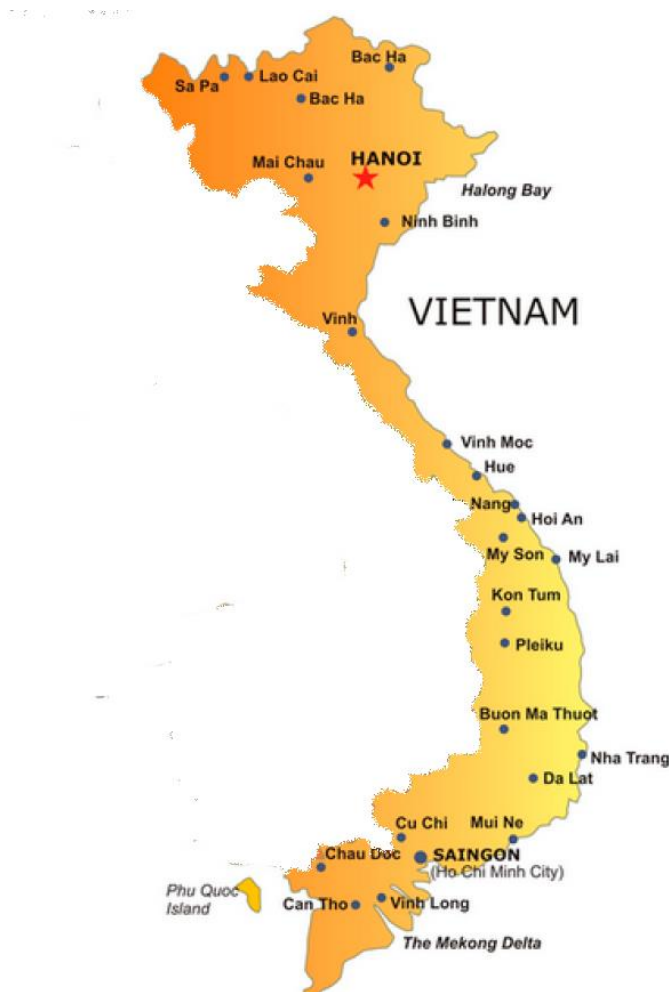 Bac Ha
Sa Pa
Lao Cai
Bac Ha
Mai Chau
HANOI
Halong Bay
Ninh Binh
VIETNAM
Vinh
Vinh Moc
Hue
Nang
Hoi An
My Son
My Lai
Kon Tum
Pleiku
Buon Ma Thuot
Nha Trang
Da Lat
Cu Chi
Mui Ne
Chau Doc
SAINGON
(Ho Chi Minh City)
Phu Quoc
Island
Can Tho
Vinh Long
The Mekong Delta